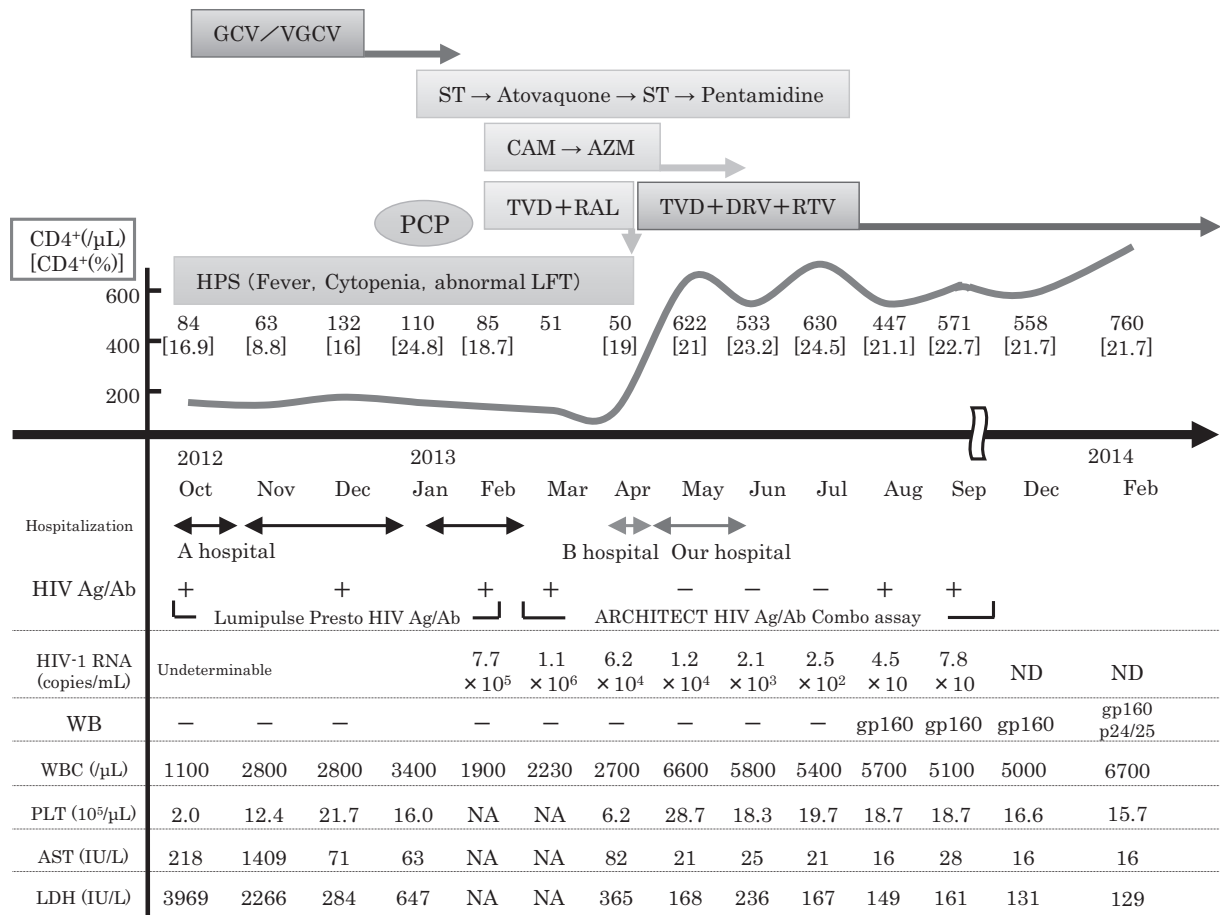 GCV／VGCV
ST → Atovaquone → ST → Pentamidine
CAM → AZM
TVD+RAL
TVD+DRV+RTV
PCP
CD4⁺(/µL)
[CD4⁺(%)]
HPS (Fever, Cytopenia, abnormal LFT)
600
400
200
84 63 132 110 85 51 50 622 533 630 447 571 558 760
[16.9] [8.8] [16] [24.8] [18.7] [19] [21] [23.2] [24.5] [21.1] [22.7] [21.7] [21.7]
2012 2013 2014
Oct Nov Dec Jan Feb Mar Apr May Jun Jul Aug Sep Dec Feb
Hospitalization
A hospital B hospital Our hospital
HIV Ag/Ab + + + + − − − + +
Lumipulse Presto HIV Ag/Ab ARCHITECT HIV Ag/Ab Combo assay
HIV-1 RNA
(copies/mL)
Undeterminable
7.7 1.1 6.2 1.2 2.1 2.5 4.5 7.8 ND ND
×10⁵ ×10⁶ ×10⁴ ×10⁴ ×10³ ×10² ×10 ×10
WB − − − − − − − − − gp160 gp160 gp160 gp160
p24/25
WBC (/µL) 1100 2800 2800 3400 1900 2230 2700 6600 5800 5400 5700 5100 5000 6700
PLT (10⁵/µL) 2.0 12.4 21.7 16.0 NA NA 6.2 28.7 18.3 19.7 18.7 18.7 16.6 15.7
AST (IU/L) 218 1409 71 63 NA NA 82 21 25 21 16 28 16 16
LDH (IU/L) 3969 2266 284 647 NA NA 365 168 236 167 149 161 131 129